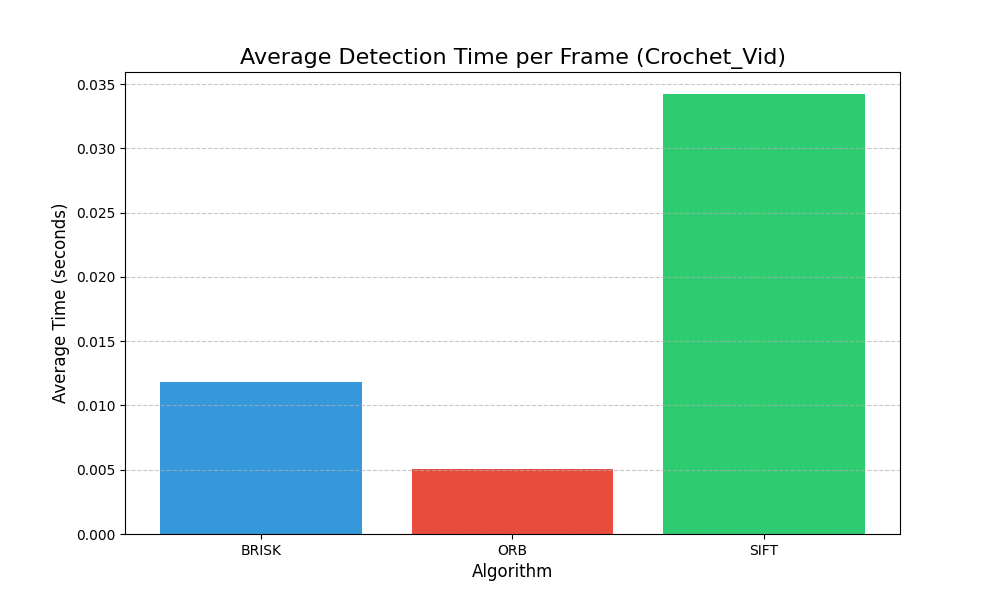 Average Detection Time per Frame (Crochet_Vid)
Average Time (seconds)
0.035
0.030
0.025
0.020
0.015
0.010
0.005
0.000
BRISK ORB SIFT
Algorithm